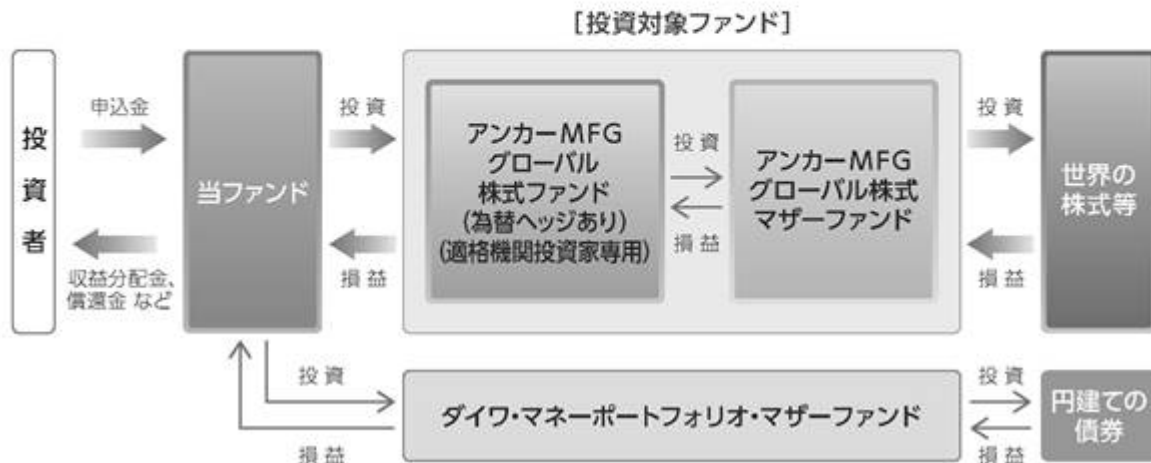 [投資対象ファンド]
投資者
申込金
収益分配金、
償還金 など
当ファンド
投資
損益
アンカーMFG
グローバル
株式ファンド
(為替ヘッジあり)
(適格機関投資家専用)
投資
損益
アンカーMFG
グローバル株式
マザーファンド
投資
損益
世界の
株式等
投資
損益
ダイワ・マネーポートフォリオ・マザーファンド
投資
損益
円建ての
債券